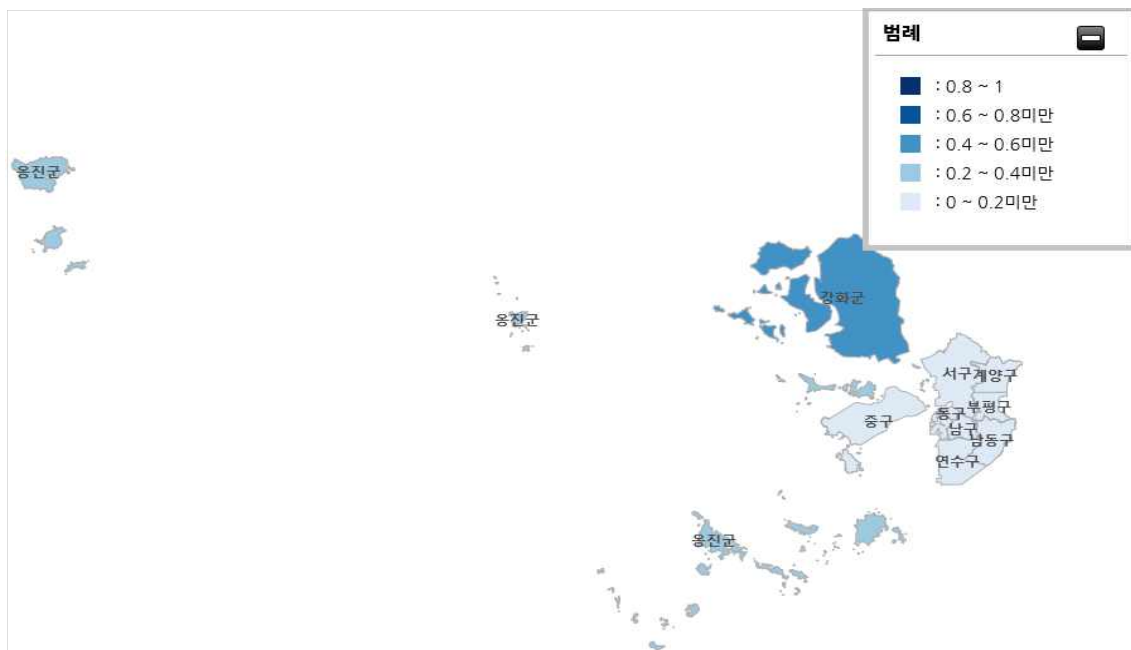 범례
: 0.8 ~ 1
: 0.6 ~ 0.8미만
: 0.4 ~ 0.6미만
: 0.2 ~ 0.4미만
: 0 ~ 0.2미만
옹진군
강화군
옹진군
서구
계양구
부평구
동구
중구
남구
남동구
연수구
옹진군